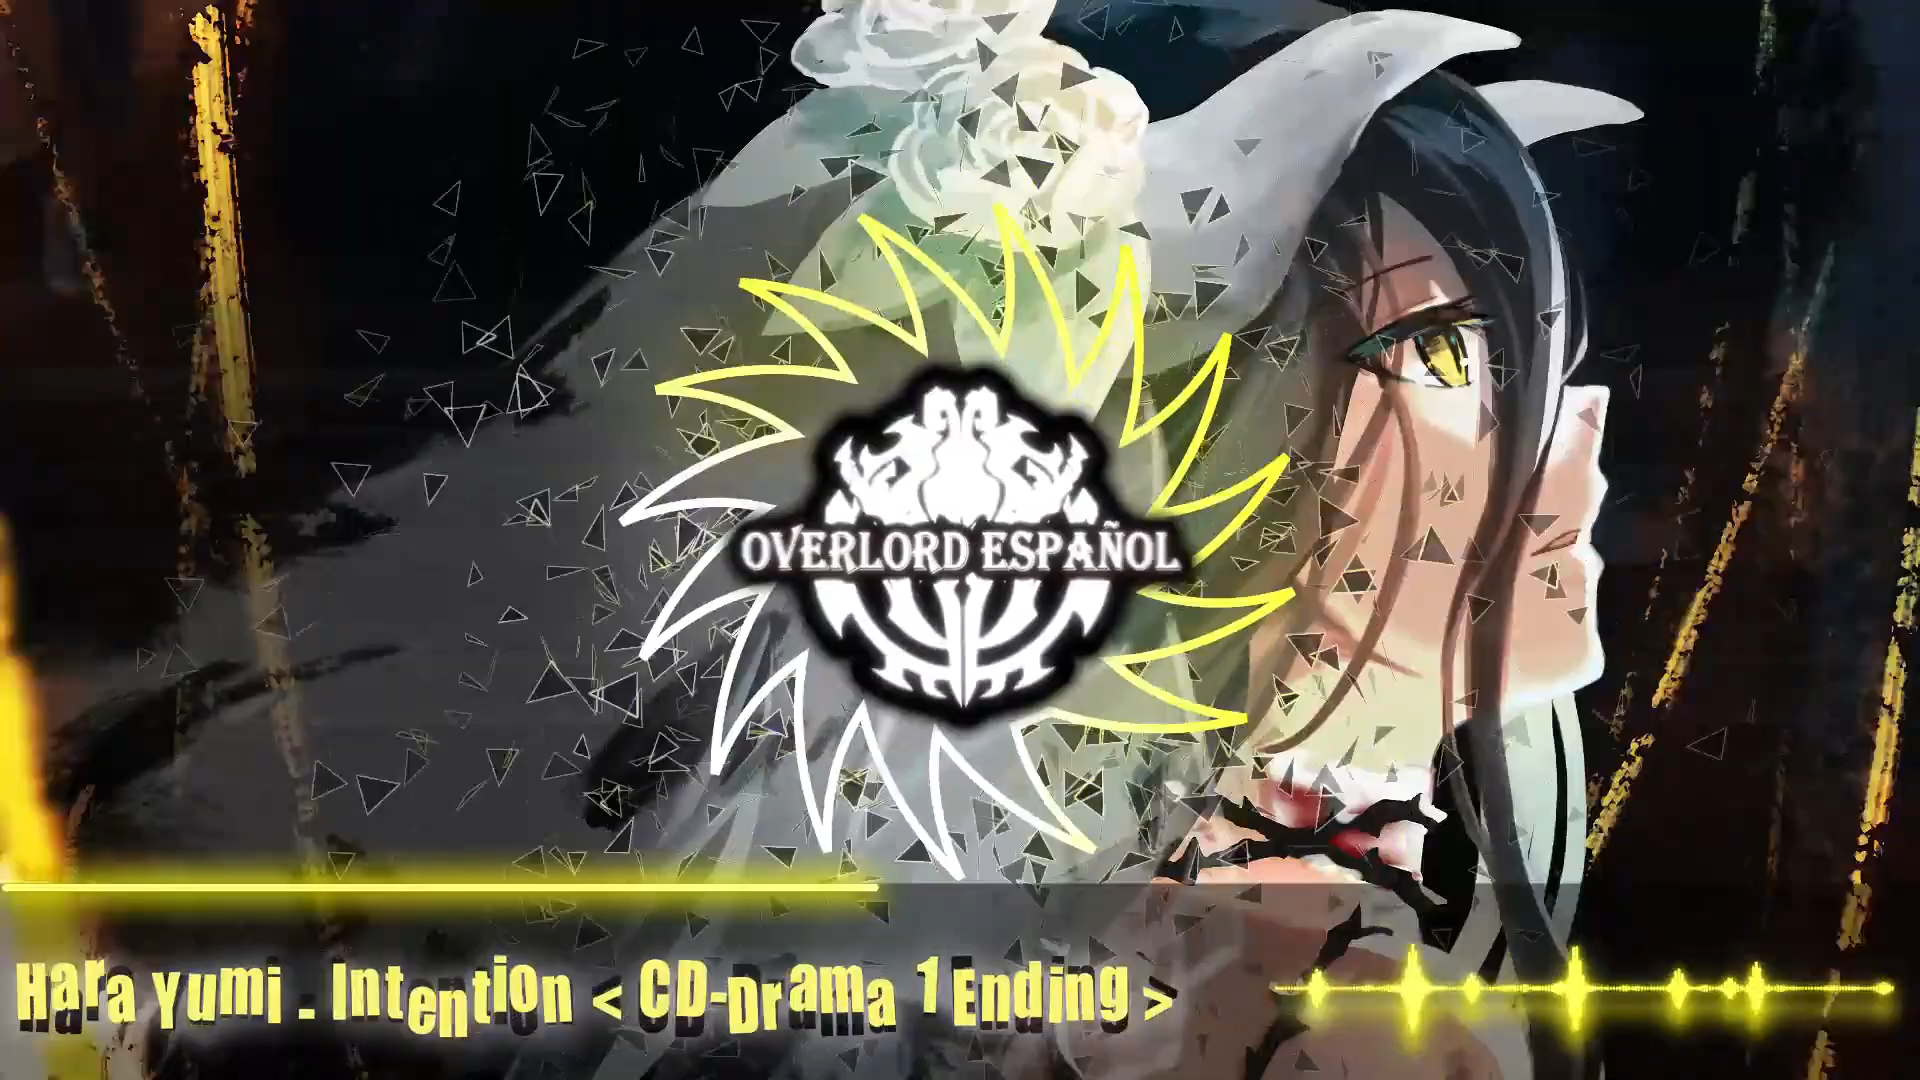 OVERLORD ESPAÑOL
Hara Yumi . Intention < CD-Drama 1 Ending >